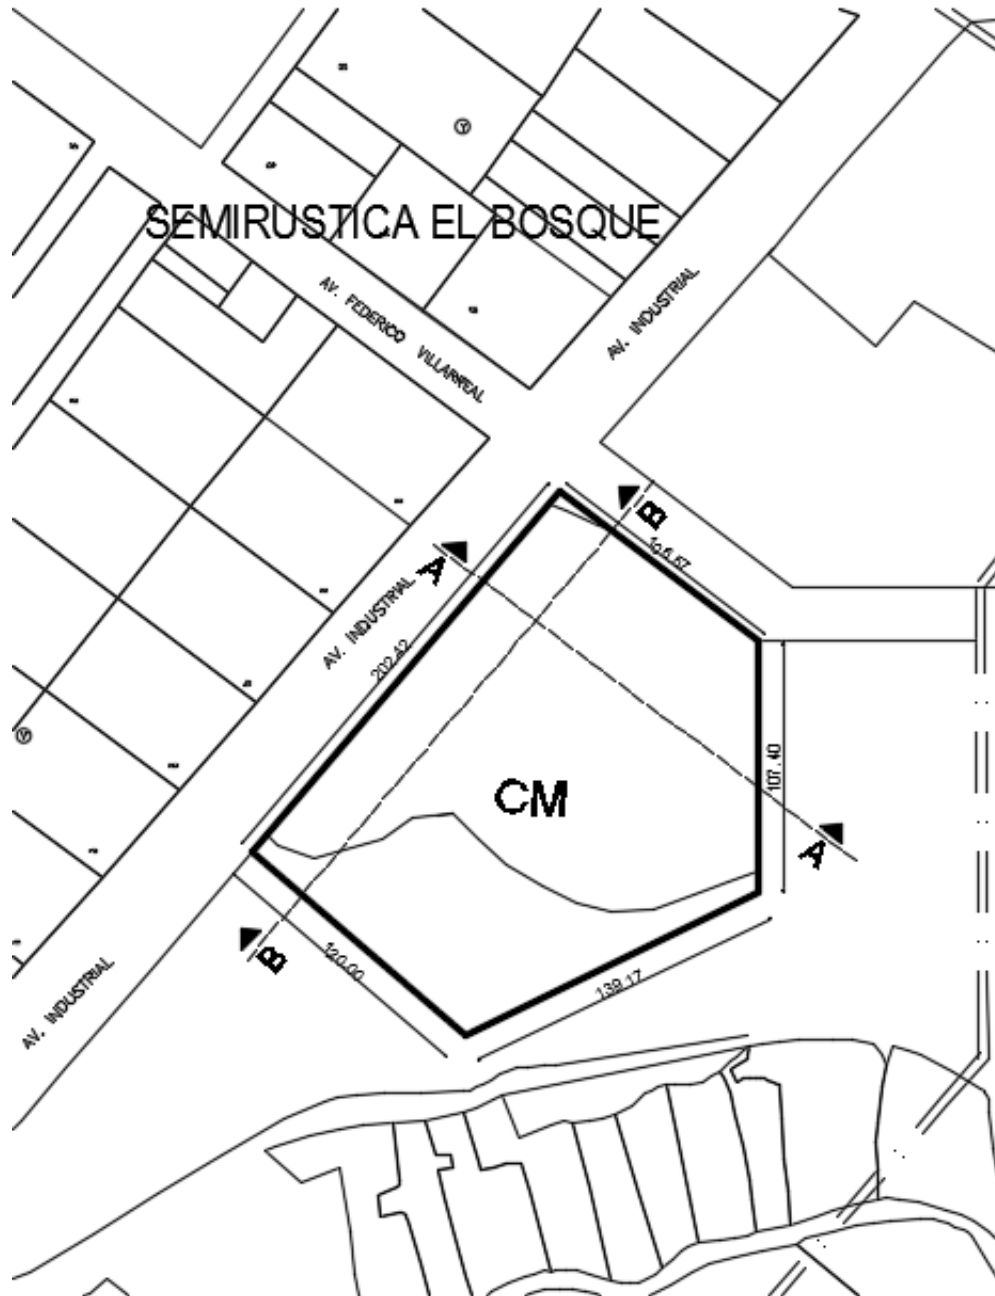 SEMIRUSTICA EL BOSQUE
AV. FEDERICO VILLARREAL
AV. INDUSTRIAL
B
A
AV. INDUSTRIAL
202.42
107.40
CM
A
B
120.00
139.17
AV. INDUSTRIAL